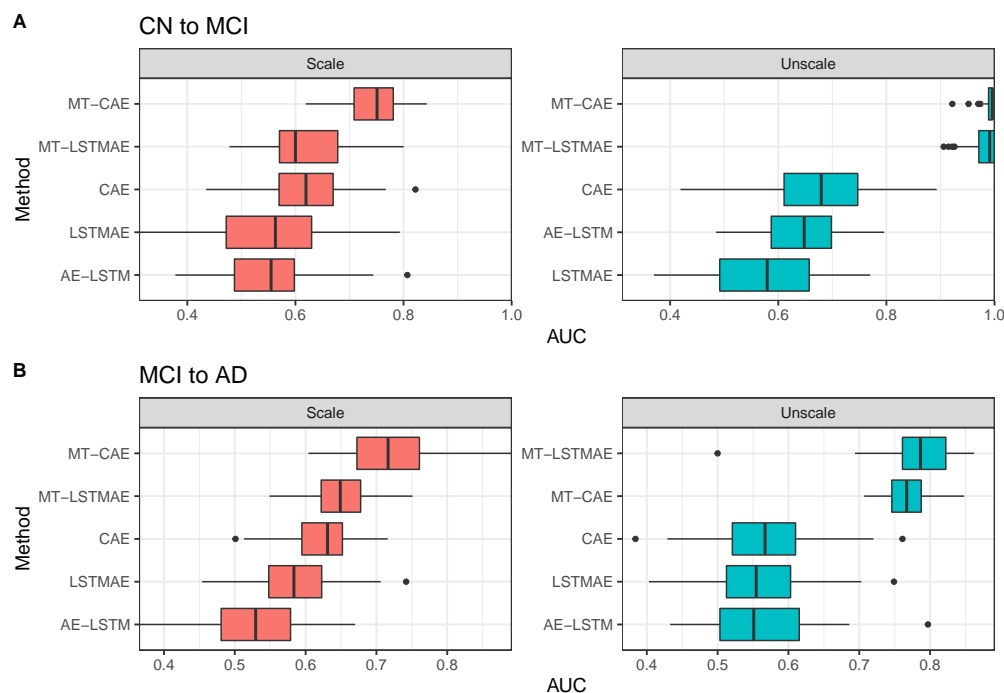 A
CN to MCI
Scale
Unscale
Method
MT−CAE
MT−LSTMAE
CAE
LSTMAE
AE−LSTM
0.4 0.6 0.8 1.0
MT−CAE
MT−LSTMAE
CAE
AE−LSTM
LSTMAE
0.4 0.6 0.8 1.0
AUC
B
MCI to AD
Scale
Unscale
Method
MT−CAE
MT−LSTMAE
CAE
LSTMAE
AE−LSTM
0.4 0.5 0.6 0.7 0.8
MT−LSTMAE
MT−CAE
CAE
LSTMAE
AE−LSTM
0.4 0.5 0.6 0.7 0.8
AUC